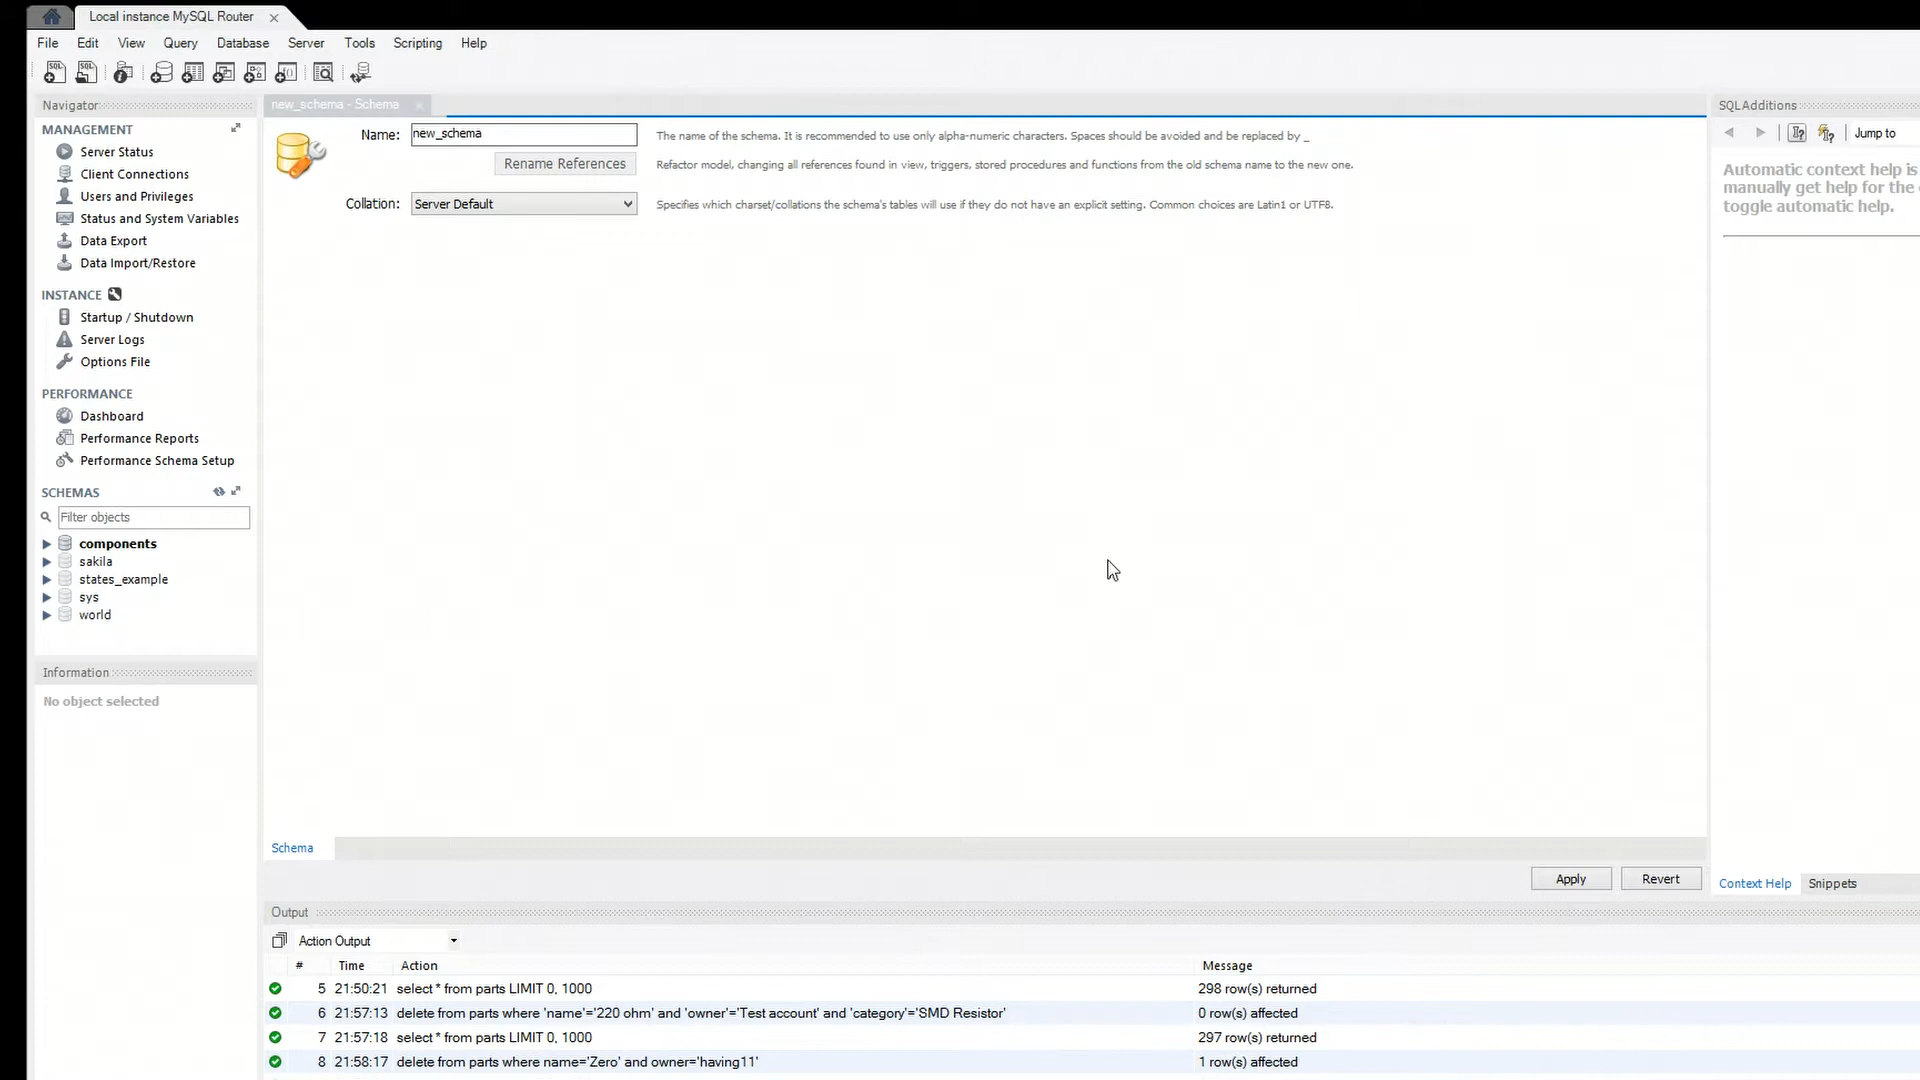 Local instance MySQL Router
File Edit View Query Database Server Tools Scripting Help
Navigator
MANAGEMENT
Server Status
Client Connections
Users and Privileges
Status and System Variables
Data Export
Data Import/Restore
INSTANCE
Startup / Shutdown
Server Logs
Options File
PERFORMANCE
Dashboard
Performance Reports
Performance Schema Setup
SCHEMAS
Filter objects
components
sakila
states_example
sys
world
Information
No object selected
new_schema - Schema
Name: new_schema The name of the schema. It is recommended to use only alpha-numeric characters. Spaces should be avoided and be replaced by _
Rename References Refactor model, changing all references found in view, triggers, stored procedures and functions from the old schema name to the new one.
Collation: Server Default Specifies which charset/collations the schema's tables will use if they do not have an explicit setting. Common choices are Latin1 or UTF8.
Schema
Apply Revert
SQLAdditions
Jump to
Automatic context help is
manually get help for the
toggle automatic help.
Context Help Snippets
Output
Action Output
# Time Action Message
5 21:50:21 select * from parts LIMIT 0, 1000 298 row(s) returned
6 21:57:13 delete from parts where 'name'='220 ohm' and 'owner'='Test account' and 'category'='SMD Resistor' 0 row(s) affected
7 21:57:18 select * from parts LIMIT 0, 1000 297 row(s) returned
8 21:58:17 delete from parts where name='Zero' and owner='having11' 1 row(s) affected